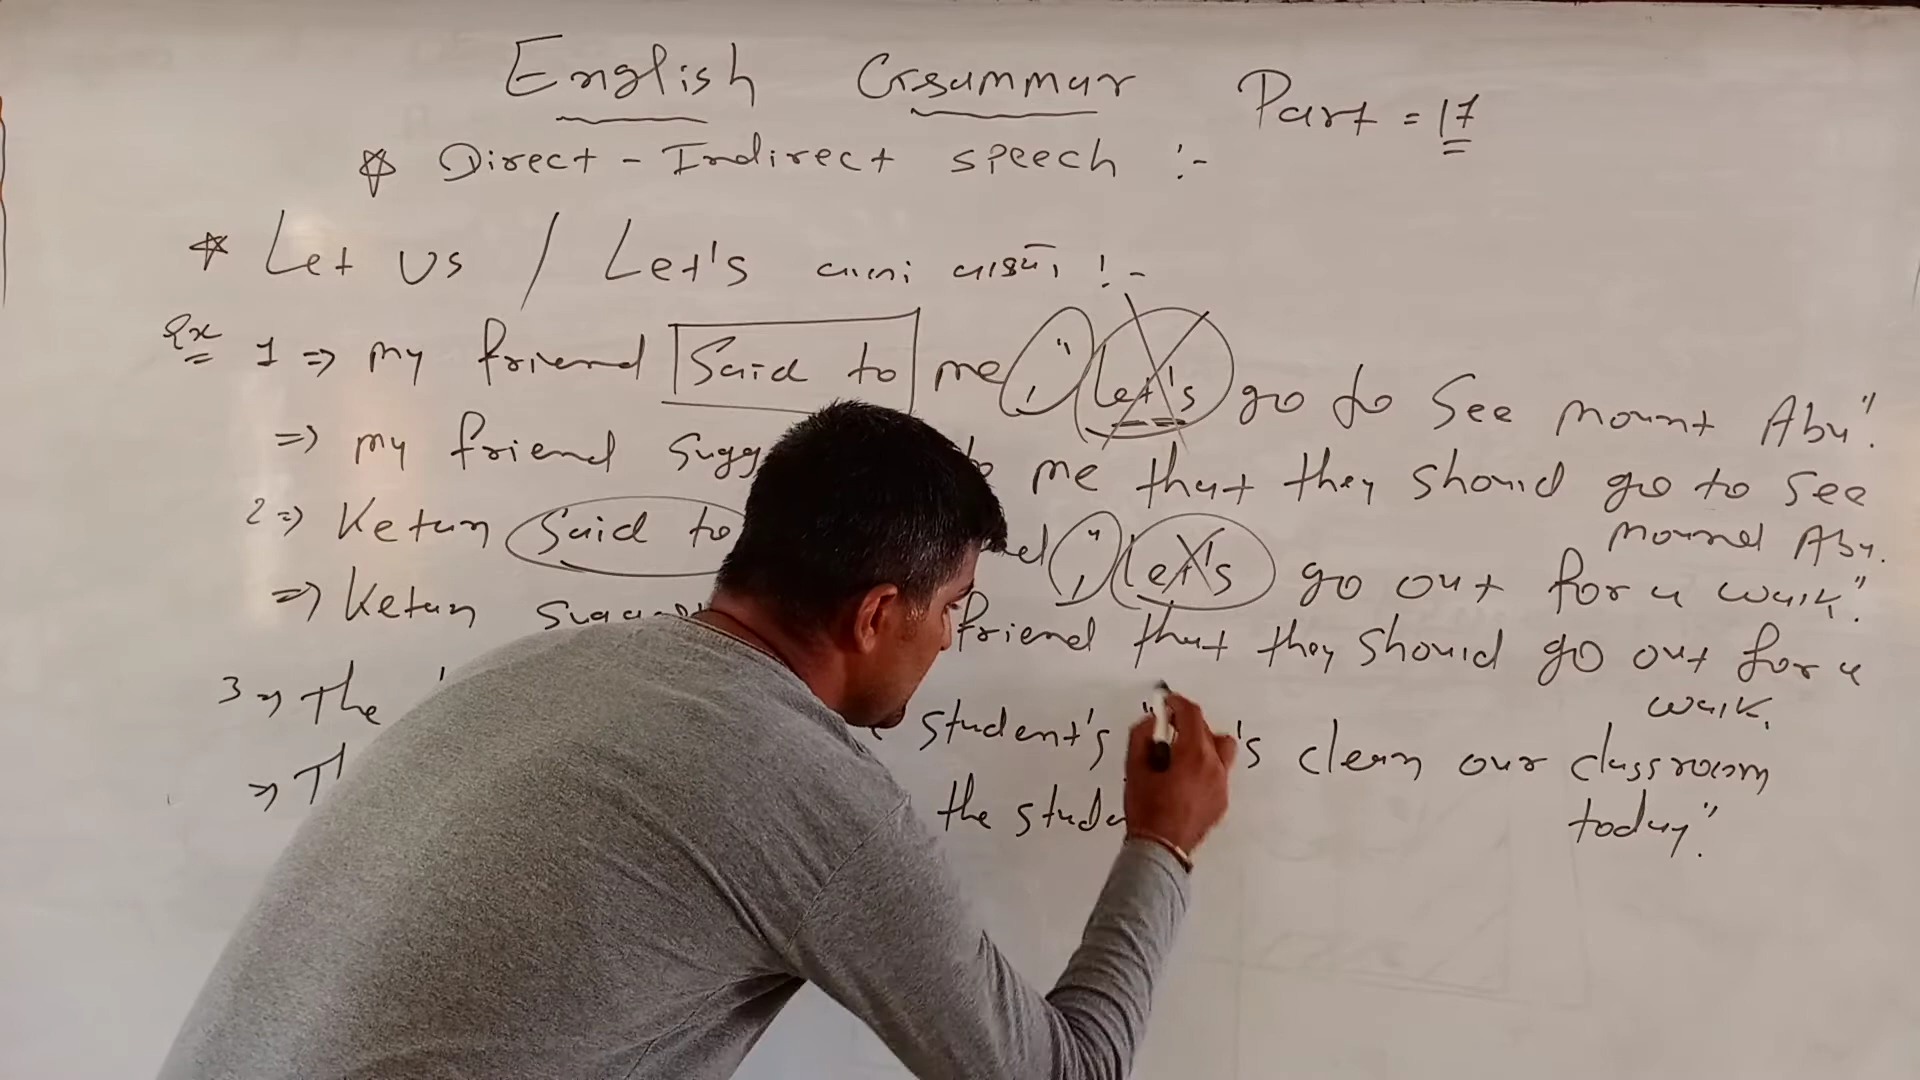 English Grammar Part = 17
* Direct - Indirect speech :-
* Let us / Let's વાળા વાક્યો :-
Ex 1 => my friend Said to me, "Let's go to See mount Abu".
=> my friend to me that they should go to see
mound Abu.
2 => Ketan Said to , "Let's go out for a walk".
=> Ketan friend that they should go out for a
walk.
3 => The student's " clean our classroom
today".
=> the